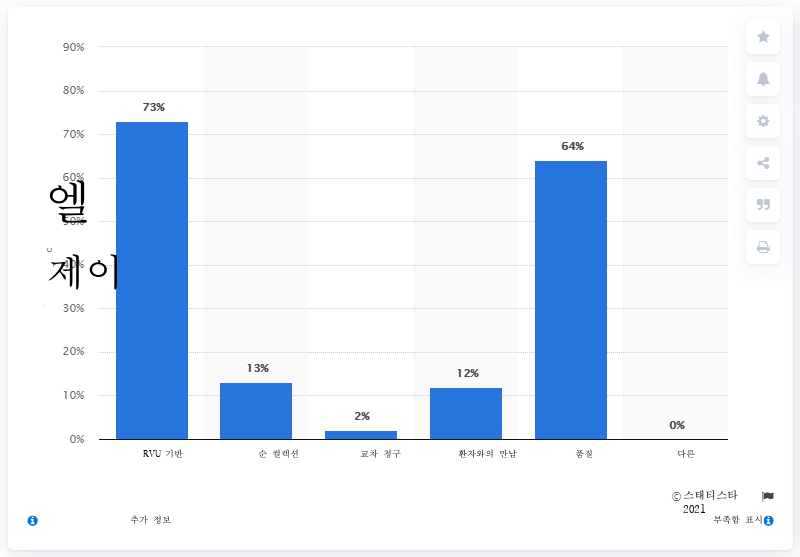 90%
80%
70%
60%
50%
40%
30%
20%
10%
0%
엘
제이
73%
13%
2%
12%
64%
0%
RVU 기반
순 컬렉션
교차 청구
환자와의 만남
품질
다른
© 스태티스타
2021
추가 정보
부족함 표시